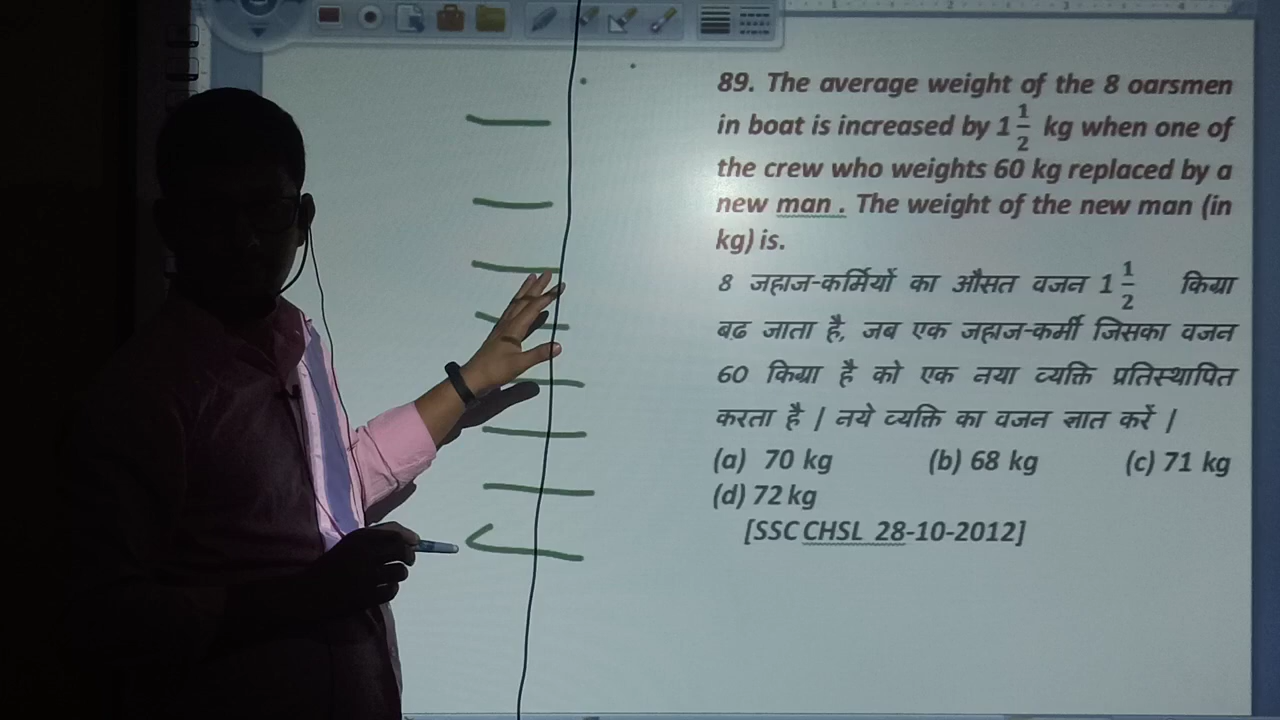 89. The average weight of the 8 oarsmen
in boat is increased by 1 1/2 kg when one of
the crew who weights 60 kg replaced by a
new man . The weight of the new man (in
kg) is.
8 जहाज-कर्मियों का औसत वजन 1 1/2 किग्रा
बढ़ जाता है, जब एक जहाज-कर्मी जिसका वजन
60 किग्रा है को एक नया व्यक्ति प्रतिस्थापित
करता है | नये व्यक्ति का वजन ज्ञात करें |
(a) 70 kg (b) 68 kg (c) 71 kg
(d) 72 kg
[SSC CHSL 28-10-2012]